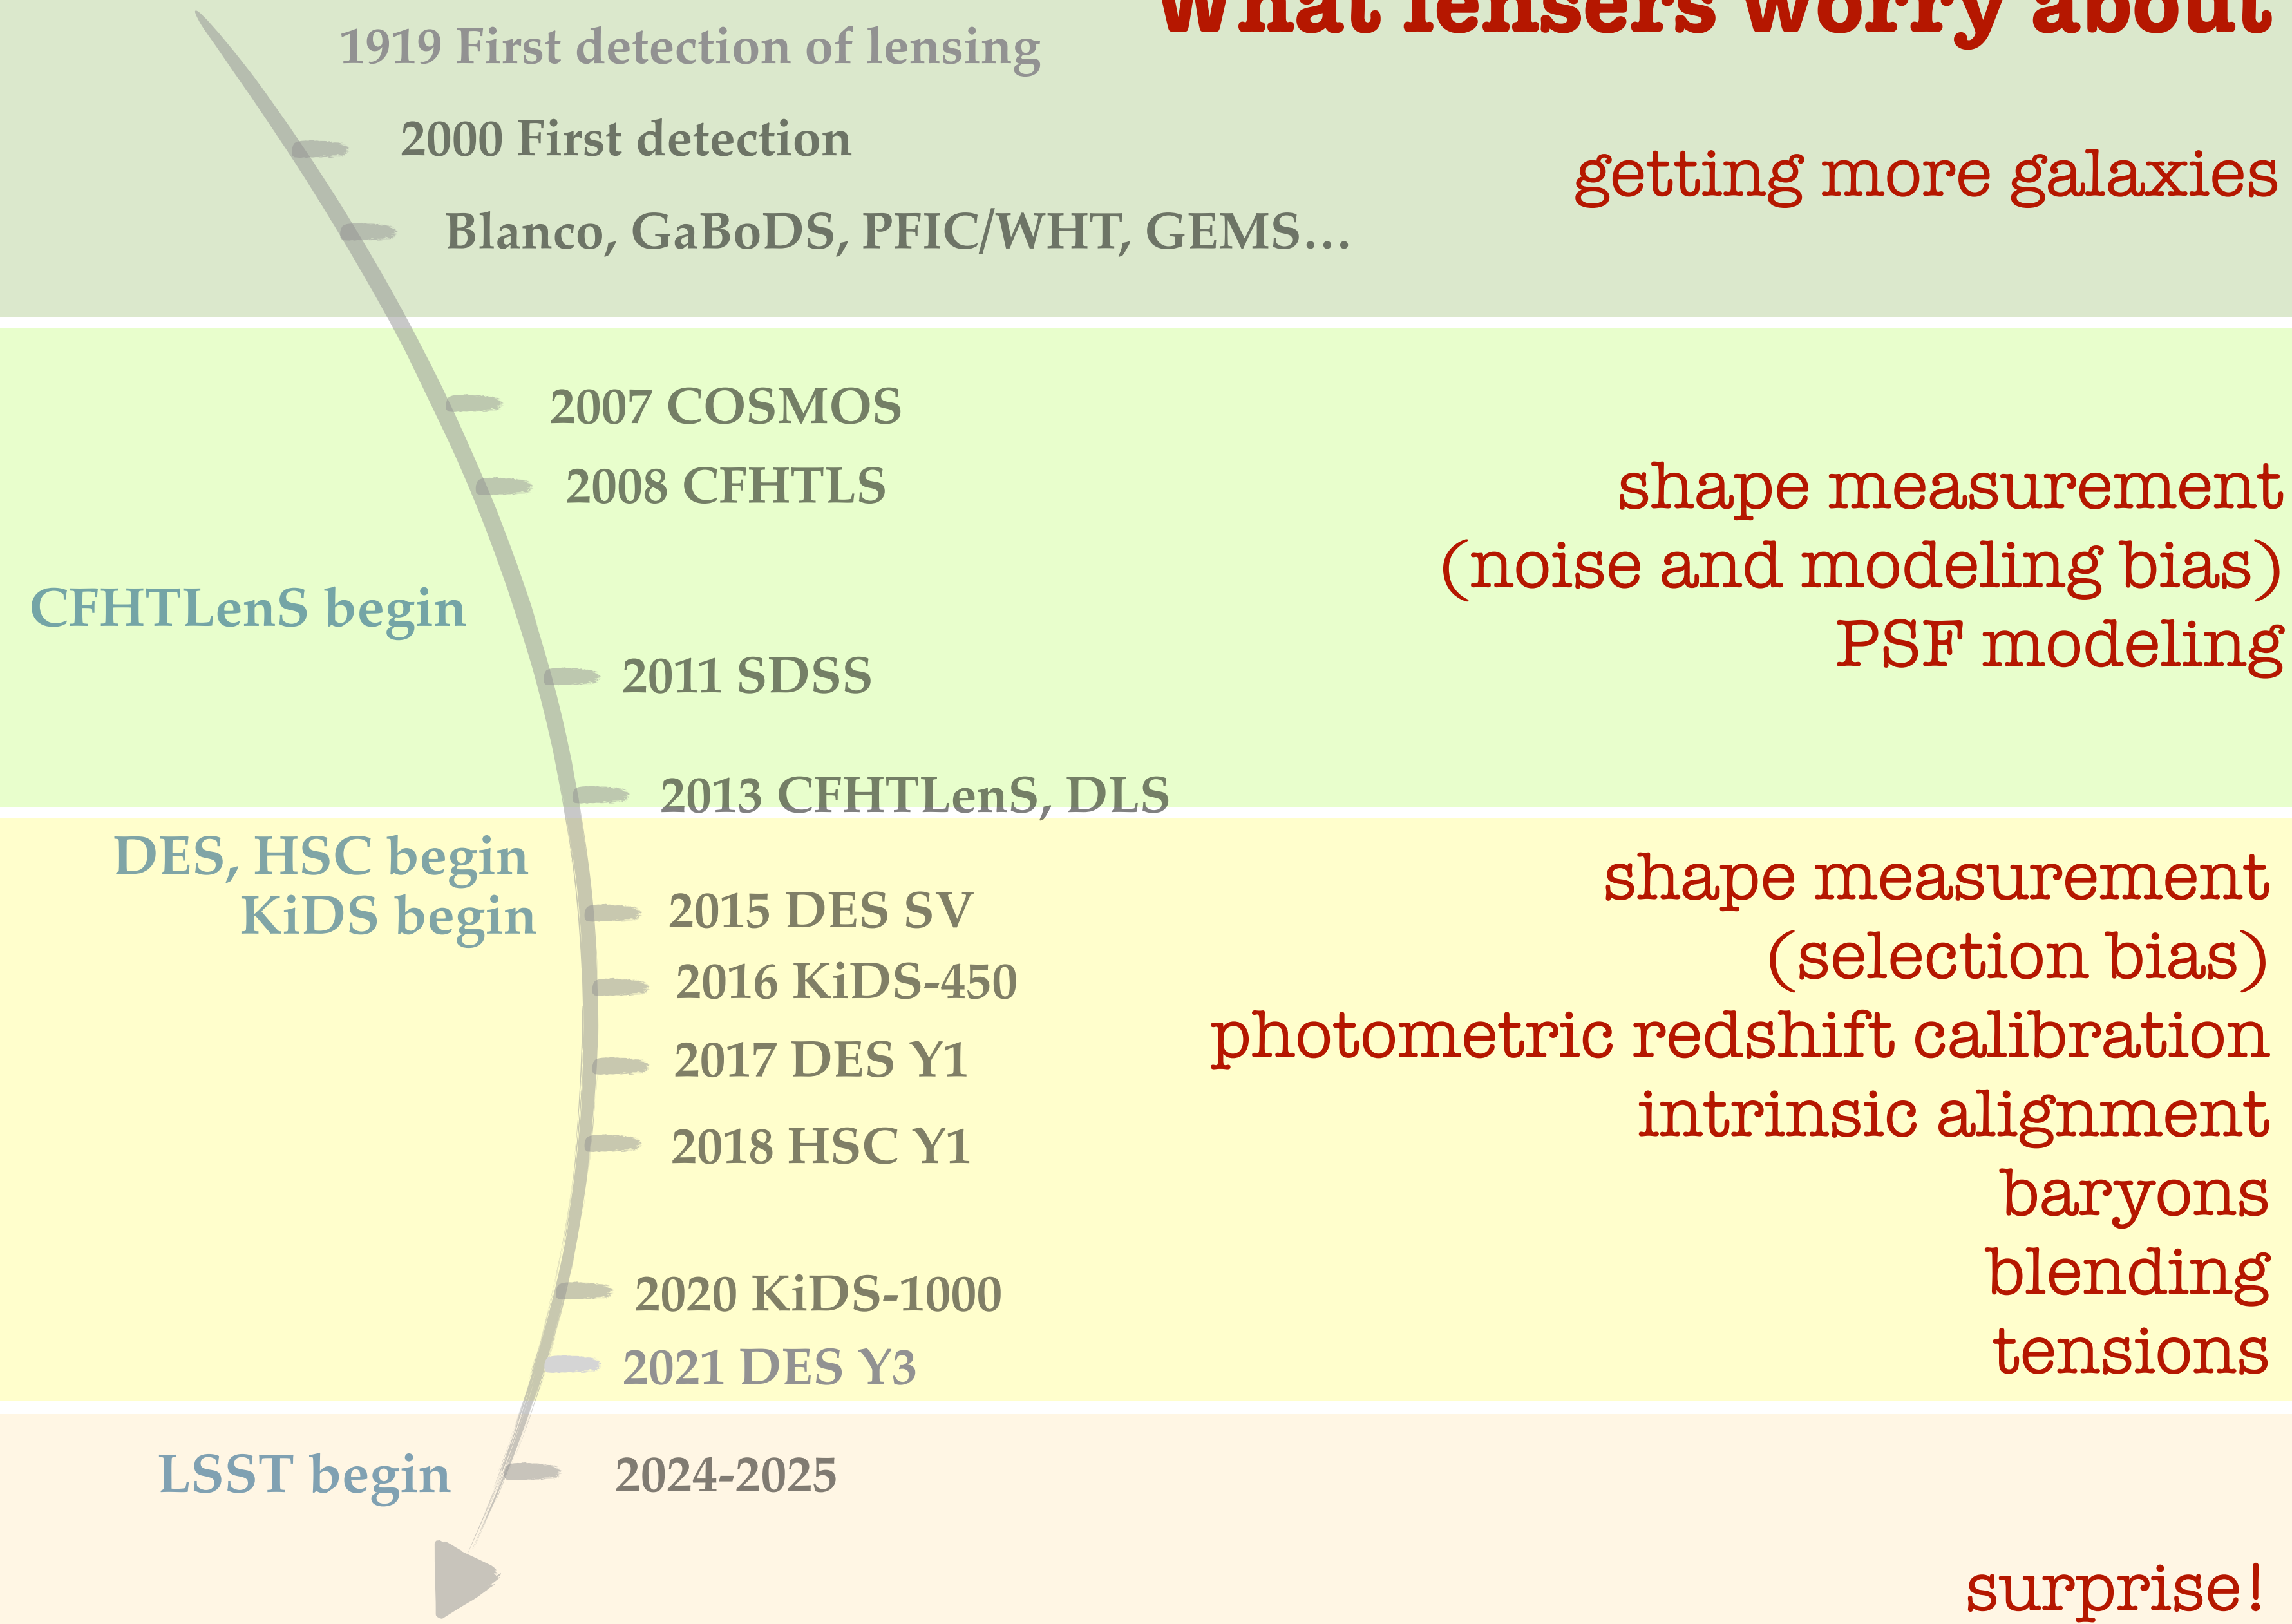 What lensers worry about
1919 First detection of lensing
2000 First detection
getting more galaxies
Blanco, GaBoDS, PFIC/WHT, GEMS…
2007 COSMOS
2008 CFHTLS
shape measurement
(noise and modeling bias)
PSF modeling
CFHTLenS begin
2011 SDSS
2013 CFHTLenS, DLS
DES, HSC begin
KiDS begin
2015 DES SV
2016 KiDS-450
2017 DES Y1
2018 HSC Y1
2020 KiDS-1000
2021 DES Y3
shape measurement
(selection bias)
photometric redshift calibration
intrinsic alignment
baryons
blending
tensions
LSST begin
2024-2025
surprise!